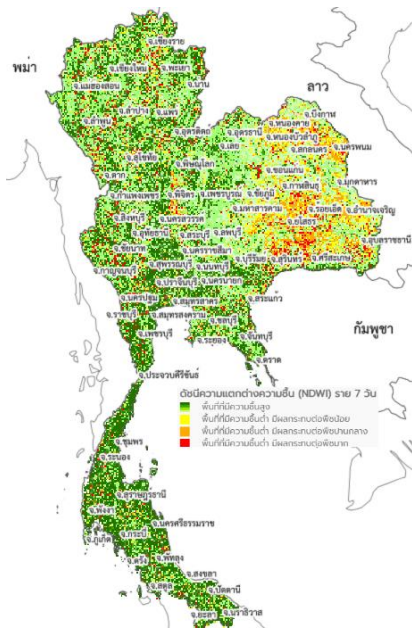 จ.เชียงราย
พม่า
จ.เชียงใหม่
จ.พะเยา
ลาว
จ.แม่ฮ่องสอน
จ.น่าน
จ.บึงกาฬ
จ.ลำปาง
จ.แพร่
จ.หนองคาย
จ.ลำพูน
จ.อุตรดิตถ์
จ.อุดรธานี
จ.หนองบัวลำภู
จ.เลย
จ.สกลนคร
จ.นครพนม
จ.สุโขทัย
จ.พิษณุโลก
จ.ตาก
จ.ขอนแก่น
จ.มุกดาหาร
จ.กำแพงเพชร
จ.พิจิตร
จ.เพชรบูรณ์
จ.ชัยภูมิ
จ.กาฬสินธุ์
จ.มหาสารคาม
จ.ร้อยเอ็ด
จ.อำนาจเจริญ
จ.สิงห์บุรี
จ.นครสวรรค์
จ.ยโสธร
จ.อุทัยธานี
จ.สระบุรี
จ.ลพบุรี
จ.อุบลราชธานี
จ.ชัยนาท
จ.นครราชสีมา
จ.บุรีรัมย์
จ.สุรินทร์
จ.ศรีสะเกษ
จ.สุพรรณบุรี
จ.นนทบุรี
จ.กาญจนบุรี
จ.ปราจีนบุรี
จ.นครนายก
จ.นครปฐม
จ.สมุทรสาคร
จ.สระแก้ว
จ.ราชบุรี
จ.สมุทรสงคราม
จ.ชลบุรี
กัมพูชา
จ.เพชรบุรี
จ.ระยอง
จ.จันทบุรี
จ.ตราด
จ.ประจวบคีรีขันธ์
ดัชนีความแตกต่างความชื้น (NDWI) ราย 7 วัน
พื้นที่ที่มีความชื้นสูง
พื้นที่ที่มีความชื้นต่ำ มีผลกระทบต่อพืชน้อย
พื้นที่ที่มีความชื้นต่ำ มีผลกระทบต่อพืชปานกลาง
พื้นที่ที่มีความชื้นต่ำ มีผลกระทบต่อพืชมาก
จ.ชุมพร
จ.ระนอง
จ.สุราษฎร์ธานี
จ.พังงา
จ.นครศรีธรรมราช
จ.ภูเก็ต
จ.กระบี่
จ.ตรัง
จ.พัทลุง
จ.สงขลา
จ.สตูล
จ.ปัตตานี
จ.ยะลา
จ.นราธิวาส